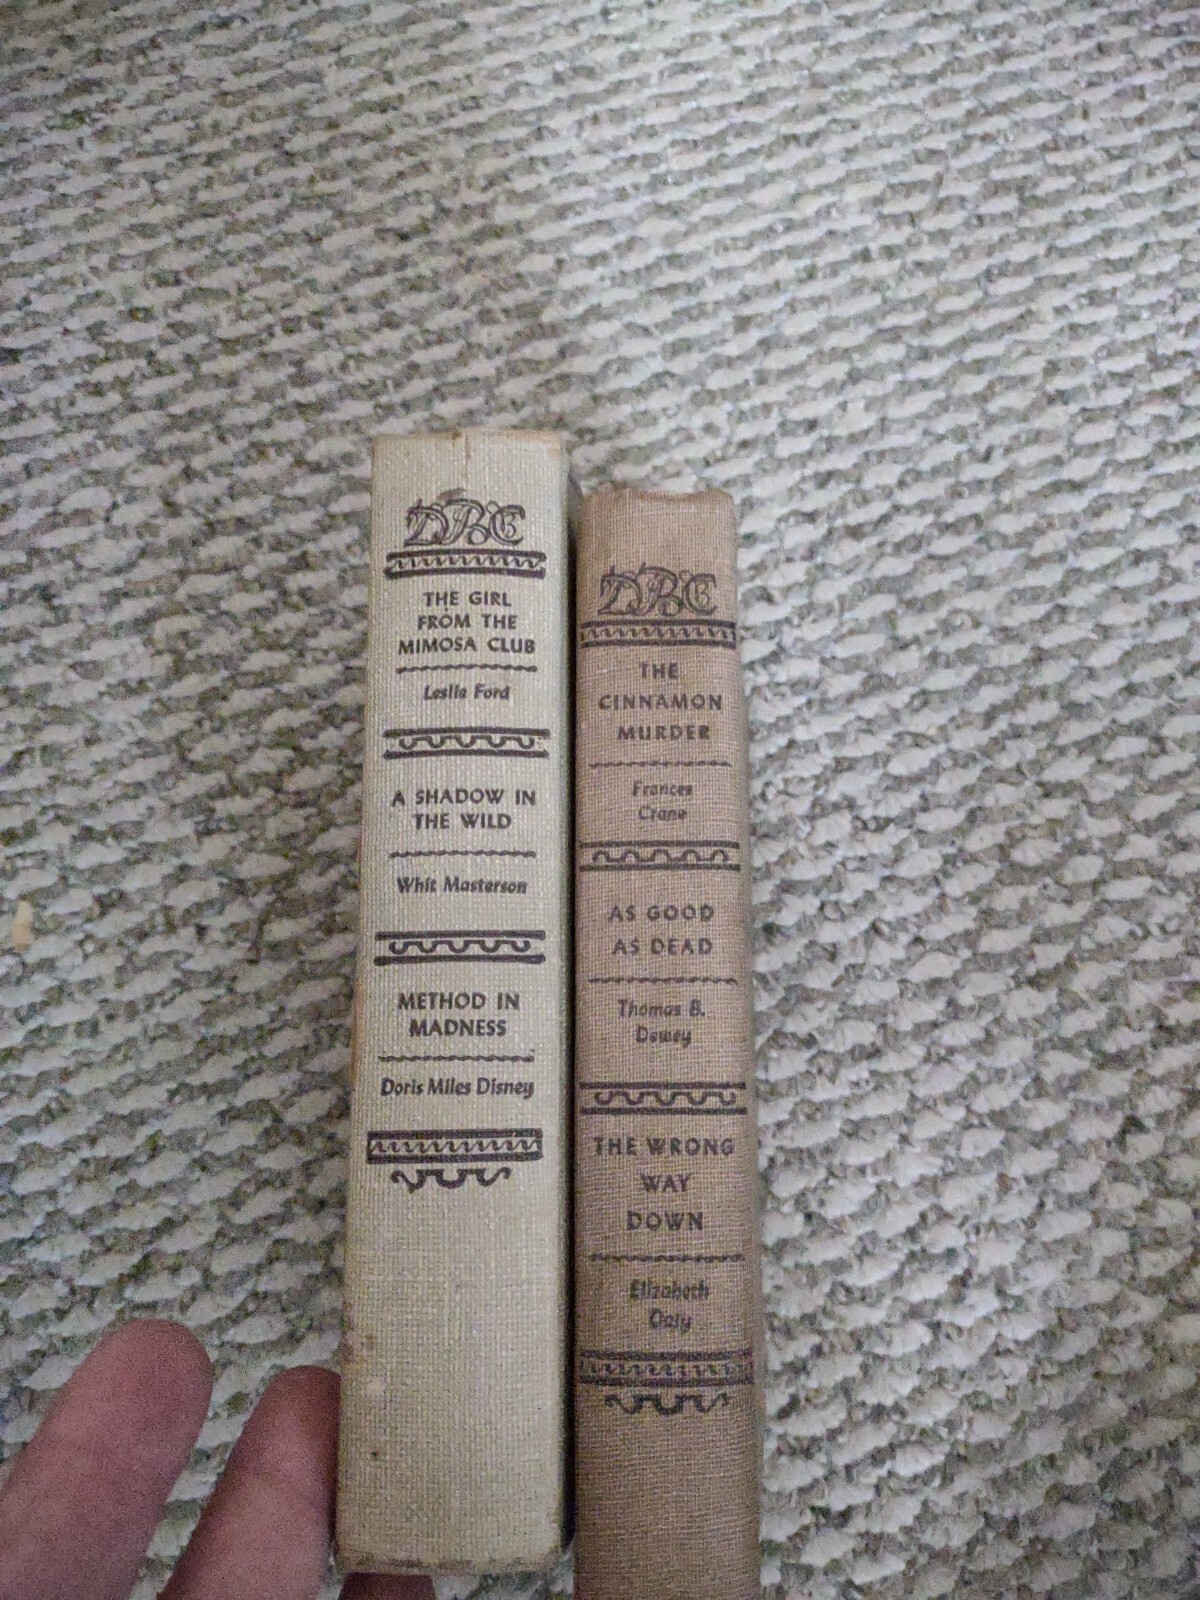 DBC
THE GIRL
FROM THE
MIMOSA CLUB
Leslie Ford
A SHADOW IN
THE WILD
Whit Masterson
METHOD IN
MADNESS
Doris Miles Disney
DBC
THE
CINNAMON
MURDER
Frances
Crane
AS GOOD
AS DEAD
Thomas B.
Dewey
THE WRONG
WAY
DOWN
Elizabeth
Daly